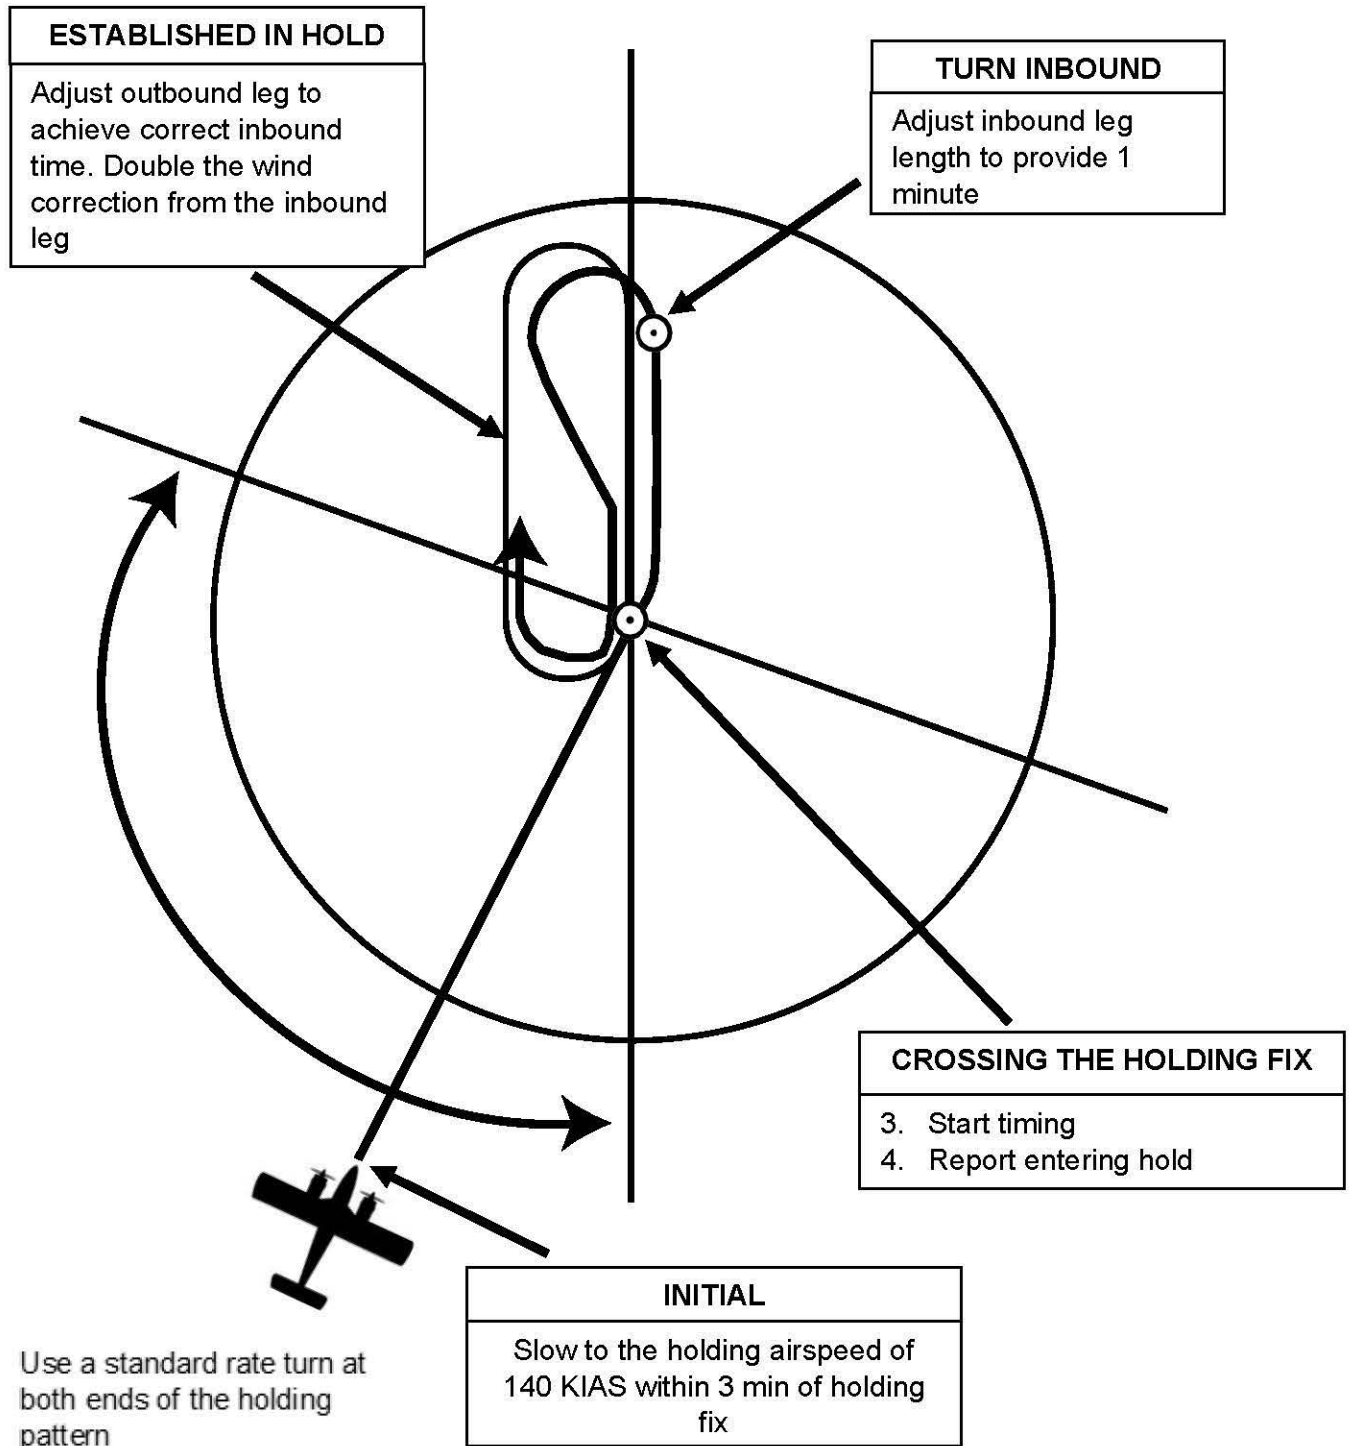 ESTABLISHED IN HOLD
Adjust outbound leg to
achieve correct inbound
time. Double the wind
correction from the inbound
leg
TURN INBOUND
Adjust inbound leg
length to provide 1
minute
CROSSING THE HOLDING FIX
3. Start timing
4. Report entering hold
INITIAL
Slow to the holding airspeed of
140 KIAS within 3 min of holding
fix
Use a standard rate turn at
both ends of the holding
pattern